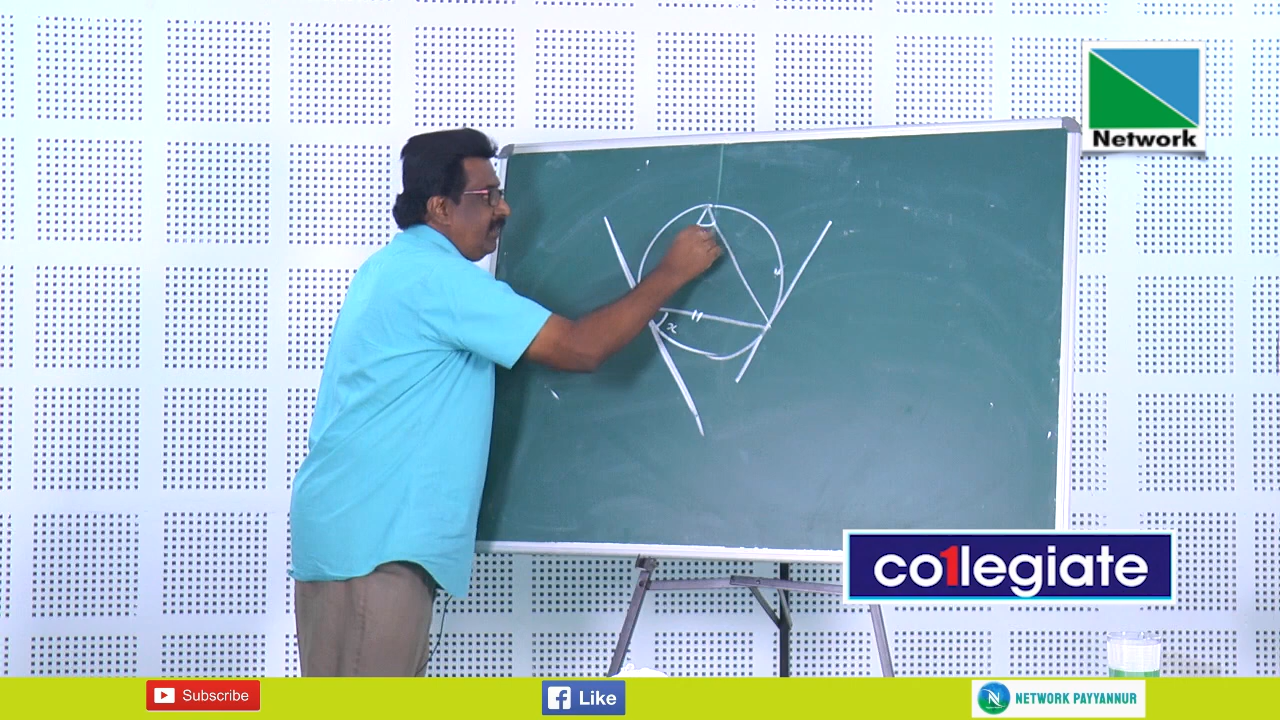 Network
x
co1legiate
Subscribe
f Like
N NETWORK PAYYANNUR